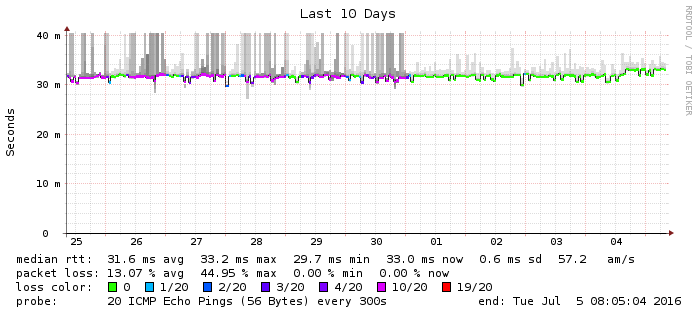 Last 10 Days
RRDTOOL / TOBI OETIKER
Seconds
40 m
30 m
20 m
10 m
0
25 26 27 28 29 30 01 02 03 04
median rtt: 31.6 ms avg 33.2 ms max 29.7 ms min 33.0 ms now 0.6 ms sd 57.2 am/s
packet loss: 13.07 % avg 44.95 % max 0.00 % min 0.00 % now
loss color: 0 1/20 2/20 3/20 4/20 10/20 19/20
probe: 20 ICMP Echo Pings (56 Bytes) every 300s end: Tue Jul 5 08:05:04 2016